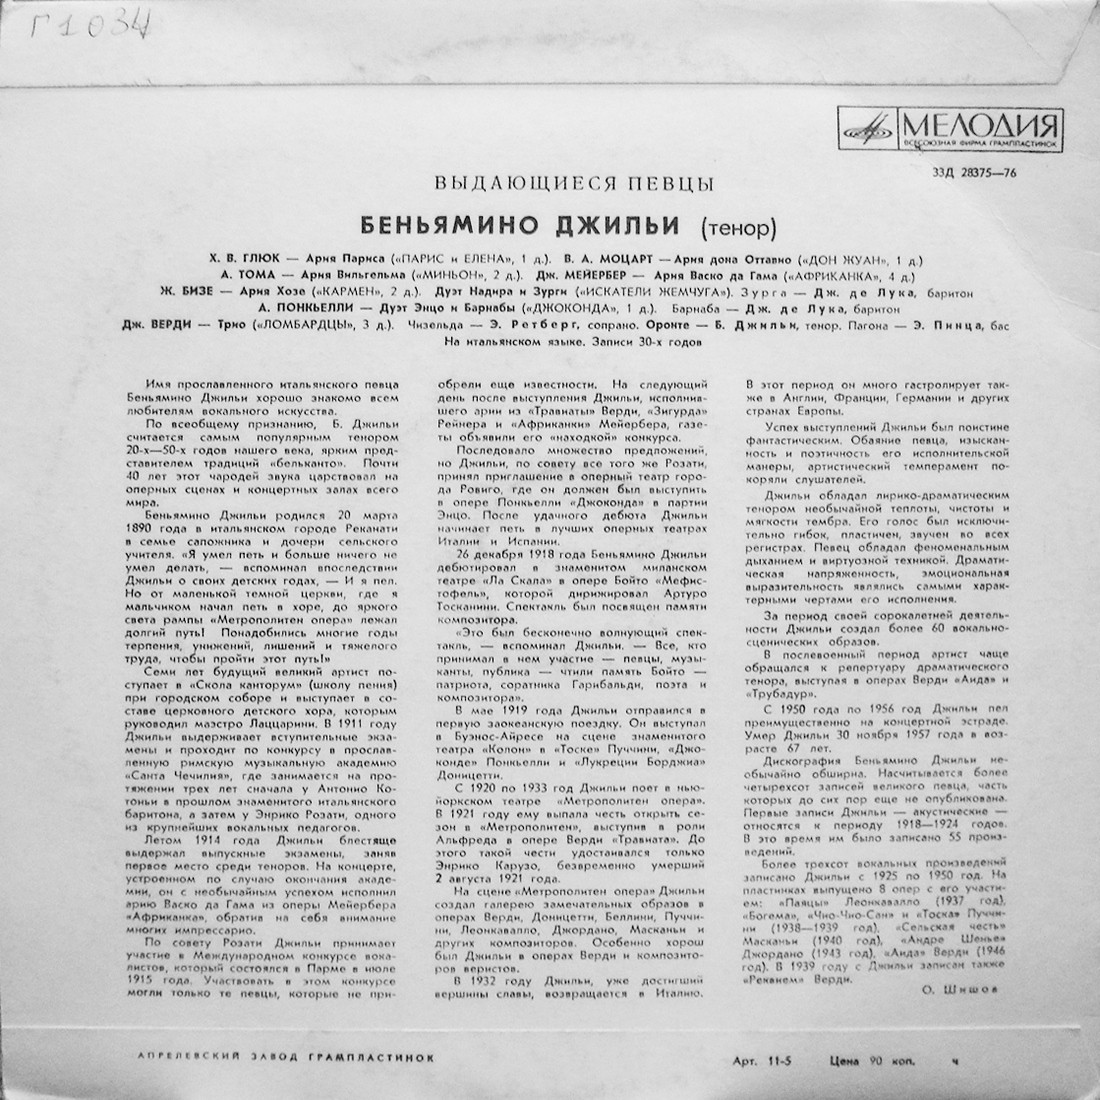 Г1034
МЕЛОДИЯ
ВСЕСОЮЗНАЯ ФИРМА ГРАМПЛАСТИНОК
33Д 28375—76
ВЫДАЮЩИЕСЯ ПЕВЦЫ
БЕНЬЯМИНО ДЖИЛЬИ (тенор)
Х. В. ГЛЮК — Ария Париса («ПАРИС и ЕЛЕНА», 1 д.). В. А. МОЦАРТ — Ария дона Оттавио («ДОН ЖУАН», 1 д.)
А. ТОМА — Ария Вильгельма («МИНЬОН», 2 д.). Дж. МЕЙЕРБЕР — Ария Васко да Гама («АФРИКАНКА», 4 д.)
Ж. БИЗЕ — Ария Хозе («КАРМЕН», 2 д.). Дуэт Надира и Зурги («ИСКАТЕЛИ ЖЕМЧУГА»). Зурга — Дж. де Лука, баритон
А. ПОНКЬЕЛЛИ — Дуэт Энцо и Барнабы («ДЖОКОНДА», 1 д.). Барнаба — Дж. де Лука, баритон
Дж. ВЕРДИ — Трио («ЛОМБАРДЦЫ», 3 д.). Чизельда — Э. Ретберг, сопрано. Оронте — Б. Джильи, тенор. Пагона — Э. Пинца, бас
На итальянском языке. Записи 30-х годов
Имя прославленного итальянского певца
Беньямино Джильи хорошо знакомо всем
любителям вокального искусства.
По всеобщему признанию, Б. Джильи
считается самым популярным тенором
20-х—50-х годов нашего века, ярким пред-
ставителем традиций «бельканто». Почти
40 лет этот чародей звука царствовал на
оперных сценах и концертных залах всего
мира.
Беньямино Джильи родился 20 марта
1890 года в итальянском городе Реканати
в семье сапожника и дочери сельского
учителя. «Я умел петь и больше ничего не
умел делать, — вспоминал впоследствии
Джильи о своих детских годах, — И я пел.
Но от маленькой темной церкви, где я
мальчиком начал петь в хоре, до яркого
света рампы «Метрополитен опера» лежал
долгий путь! Понадобились многие годы
терпения, унижений, лишений и тяжелого
труда, чтобы пройти этот путь!»
Семи лет будущий великий артист по-
ступает в «Скола канторум» (школу пения)
при городском соборе и выступает в со-
ставе церковного детского хора, которым
руководил маэстро Лаццарини. В 1911 году
Джильи выдерживает вступительные экза-
мены и проходит по конкурсу в прослав-
ленную римскую музыкальную академию
«Санта Чечилия», где занимается на про-
тяжении трех лет сначала у Антонио Ко-
тоньи в прошлом знаменитого итальянского
баритона, а затем у Энрико Розати, одного
из крупнейших вокальных педагогов.
Летом 1914 года Джильи блестяще
выдержал выпускные экзамены, заняв
первое место среди теноров. На концерте,
устроенном по случаю окончания акаде-
мии, он с необычайным успехом исполнил
арию Васко да Гама из оперы Мейербера
«Африканка», обратив на себя внимание
многих импрессарио.
По совету Розати Джильи принимает
участие в Международном конкурсе вока-
листов, который состоялся в Парме в июле
1915 года. Участвовать в этом конкурсе
могли только те певцы, которые не при-
обрели еще известности. На следующий
день после выступления Джильи, исполнив-
шего арии из «Травиаты» Верди, «Зигурда»
Рейнера и «Африканки» Мейербера, газе-
ты объявили его «находкой» конкурса.
Последовало множество предложений,
но Джильи, по совету все того же Розати,
принял приглашение в оперный театр горо-
да Ровиго, где он должен был выступить
в опере Понкьелли «Джоконда» в партии
Энцо. После удачного дебюта Джильи
начинает петь в лучших оперных театрах
Италии и Испании.
26 декабря 1918 года Беньямино Джильи
дебютировал в знаменитом миланском
театре «Ла Скала» в опере Бойто «Мефис-
тофель», которой дирижировал Артуро
Тосканини. Спектакль был посвящен памяти
композитора.
«Это был бесконечно волнующий спек-
такль, — вспоминал Джильи. — Все, кто
принимал в нем участие — певцы, музы-
канты, публика — чтили память Бойто —
патриота, соратника Гарибальди, поэта и
композитора».
В мае 1919 года Джильи отправился в
первую заокеанскую поездку. Он выступал
в Буэнос-Айресе на сцене знаменитого
театра «Колон» в «Тоске» Пуччини, «Джо-
конде» Понкьелли и «Лукреции Борджиа»
Доницетти.
С 1920 по 1933 год Джильи поет в нью-
йоркском театре «Метрополитен опера».
В 1921 году ему выпала честь открыть се-
зон в «Метрополитен», выступив в роли
Альфреда в опере Верди «Травиата». До
этого такой чести удостаивался только
Энрико Карузо, безвременно умерший
2 августа 1921 года.
На сцене «Метрополитен опера» Джильи
создал галерею замечательных образов в
операх Верди, Доницетти, Беллини, Пуччи-
ни, Леонкавалло, Джордано, Масканьи и
других композиторов. Особенно хорош
был Джильи в операх Верди и композито-
ров веристов.
В 1932 году Джильи, уже достигший
вершины славы, возвращается в Италию.
В этот период он много гастролирует так-
же в Англии, Франции, Германии и других
странах Европы.
Успех выступлений Джильи был поистине
фантастическим. Обаяние певца, изыскан-
ность и поэтичность его исполнительской
манеры, артистический темперамент по-
коряли слушателей.
Джильи обладал лирико-драматическим
тенором необычайной теплоты, чистоты и
мягкости тембра. Его голос был исключи-
тельно гибок, пластичен, звучен во всех
регистрах. Певец обладал феноменальным
дыханием и виртуозной техникой. Драмати-
ческая напряженность, эмоциональная
выразительность являлись самыми харак-
терными чертами его исполнения.
За период своей сорокалетней деятель-
ности Джильи создал более 60 вокально-
сценических образов.
В послевоенный период артист чаще
обращался к репертуару драматического
тенора, выступая в операх Верди «Аида» и
«Трубадур».
С 1950 года по 1956 год Джильи пел
преимущественно на концертной эстраде.
Умер Джильи 30 ноября 1957 года в воз-
расте 67 лет.
Дискография Беньямино Джильи не-
обычайно обширна. Насчитывается более
четырехсот записей великого певца, часть
которых до сих пор еще не опубликована.
Первые записи Джильи — акустические —
относятся к периоду 1918—1924 годов.
В это время им было записано 55 произ-
ведений.
Более трехсот вокальных произведений
записано Джильи с 1925 по 1950 год. На
пластинках выпущено 8 опер с его участи-
ем: «Паяцы» Леонкавалло (1937 год),
«Богема», «Чио-Чио-Сан» и «Тоска» Пуччи-
ни (1938—1939 год), «Сельская честь»
Масканьи (1940 год), «Андре Шенье»
Джордано (1943 год), «Аида» Верди (1946
год). В 1939 году с Джильи записан также
«Реквием» Верди.
О. Шишов
АПРЕЛЕВСКИЙ ЗАВОД ГРАМПЛАСТИНОК
Арт. 11-5 Цена 90 коп. ч